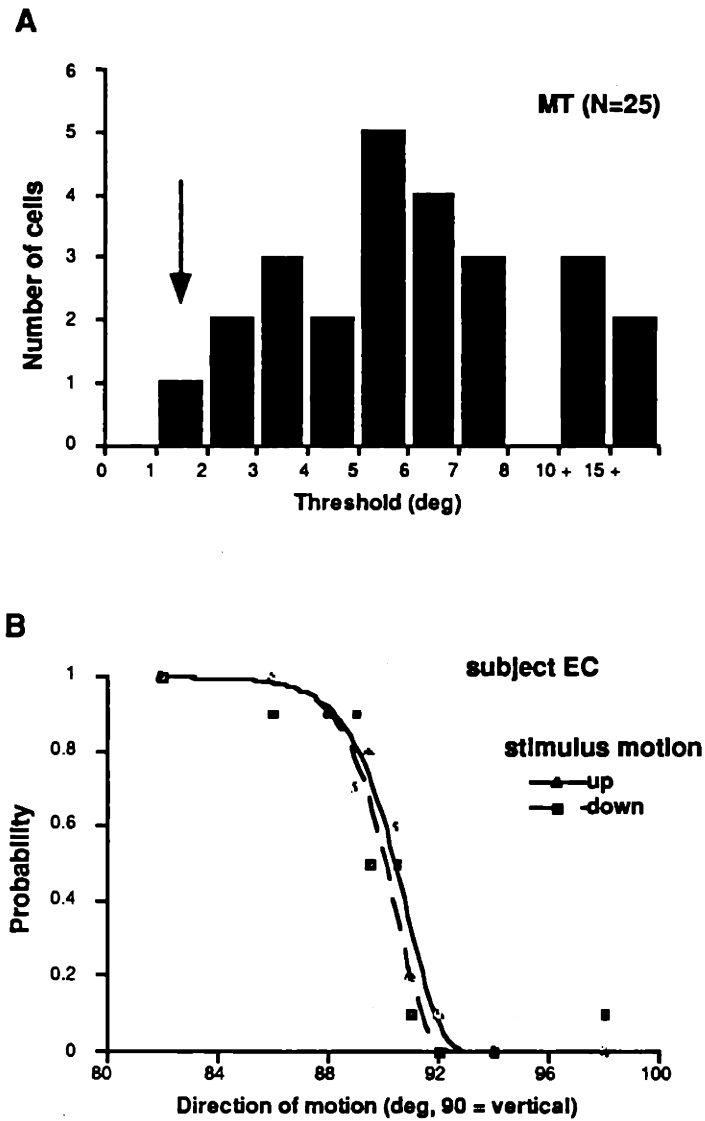 A
MT (N=25)
Number of cells
6
5
4
3
2
1
0
0 1 2 3 4 5 6 7 8 10 + 15 +
Threshold (deg)
B
subject EC
stimulus motion
up
down
Probability
1
0.8
0.6
0.4
0.2
0
80 84 88 92 96 100
Direction of motion (deg, 90 = vertical)